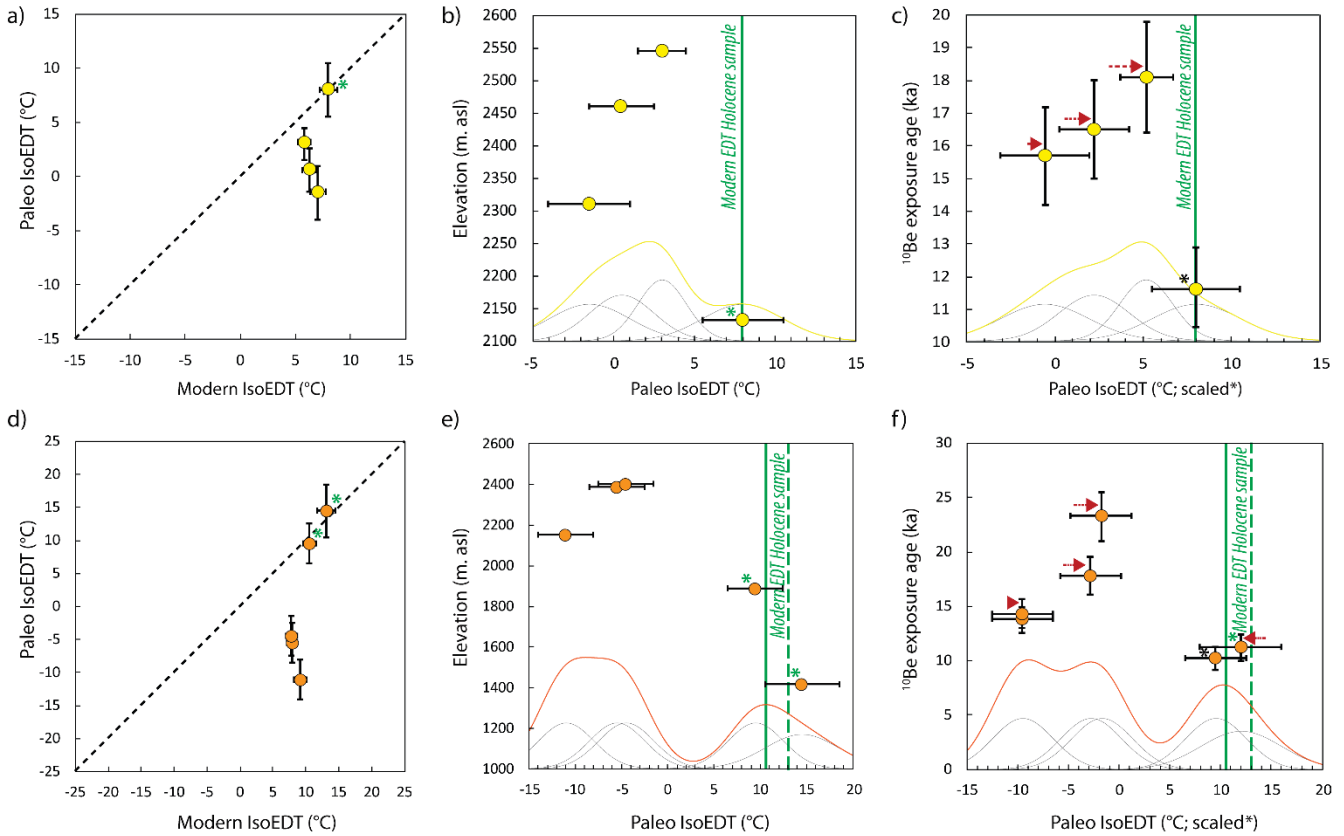 a)
15
10
5
0
-5
-10
-15
-15 -10 -5 0 5 10 15
Paleo IsoEDT (°C)
Modern IsoEDT (°C)
*
b)
2600
2550
2500
2450
2400
2350
2300
2250
2200
2150
2100
-5 0 5 10 15
Elevation (m. asl)
Paleo IsoEDT (°C)
Modern EDT Holocene sample
*
c)
20
19
18
17
16
15
14
13
12
11
10
-5 0 5 10 15
10Be exposure age (ka)
Paleo IsoEDT (°C; scaled*)
Modern EDT Holocene sample
*
d)
25
20
15
10
5
0
-5
-10
-15
-20
-25
-25 -20 -15 -10 -5 0 5 10 15 20 25
Paleo IsoEDT (°C)
Modern IsoEDT (°C)
*
*
e)
2600
2400
2200
2000
1800
1600
1400
1200
1000
-15 -10 -5 0 5 10 15 20
Elevation (m. asl)
Paleo IsoEDT (°C)
Modern EDT Holocene sample
*
*
f)
30
25
20
15
10
5
0
-15 -10 -5 0 5 10 15 20
10Be exposure age (ka)
Paleo IsoEDT (°C; scaled*)
Modern EDT Holocene sample
*
*